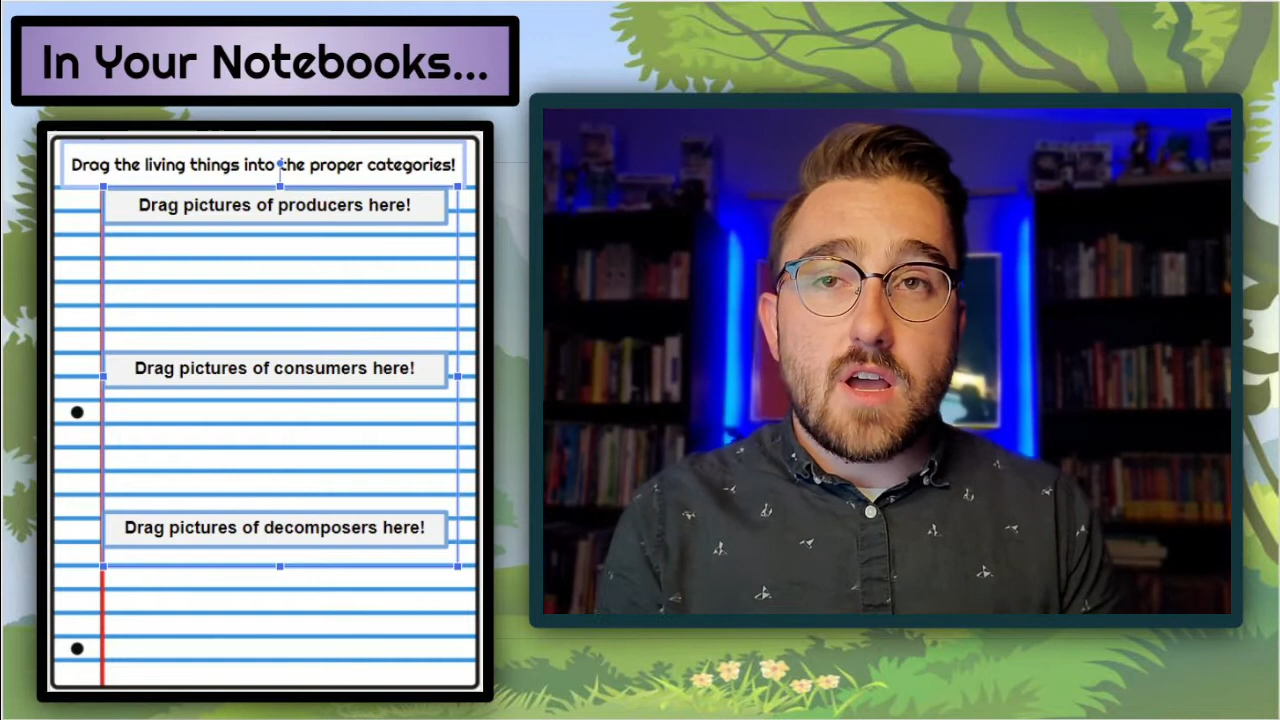 In Your Notebooks...
Drag the living things into the proper categories!
Drag pictures of producers here!
Drag pictures of consumers here!
Drag pictures of decomposers here!